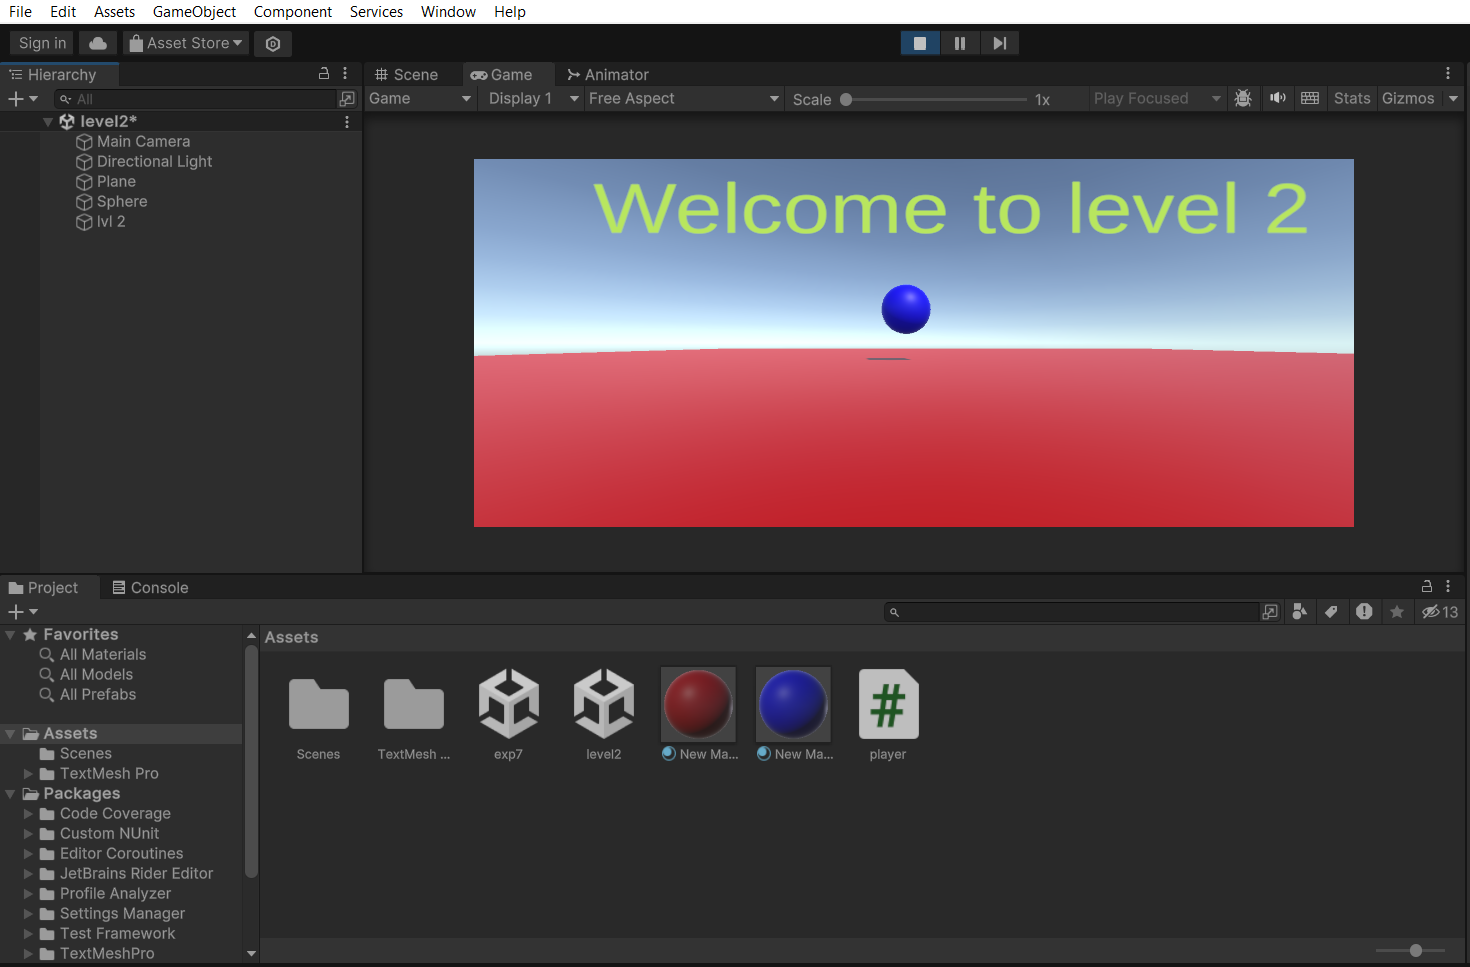 File Edit Assets GameObject Component Services Window Help
Sign in Asset Store
Hierarchy
All
level2*
Main Camera
Directional Light
Plane
Sphere
lvl 2
Scene Game Animator
Game Display 1 Free Aspect Scale 1x Play Focused Stats Gizmos
Welcome to level 2
Project Console
13
Favorites
All Materials
All Models
All Prefabs
Assets
Scenes
TextMesh Pro
Packages
Code Coverage
Custom NUnit
Editor Coroutines
JetBrains Rider Editor
Profile Analyzer
Settings Manager
Test Framework
TextMeshPro
Assets
Scenes TextMesh ... exp7 level2 New Ma... New Ma... player
#